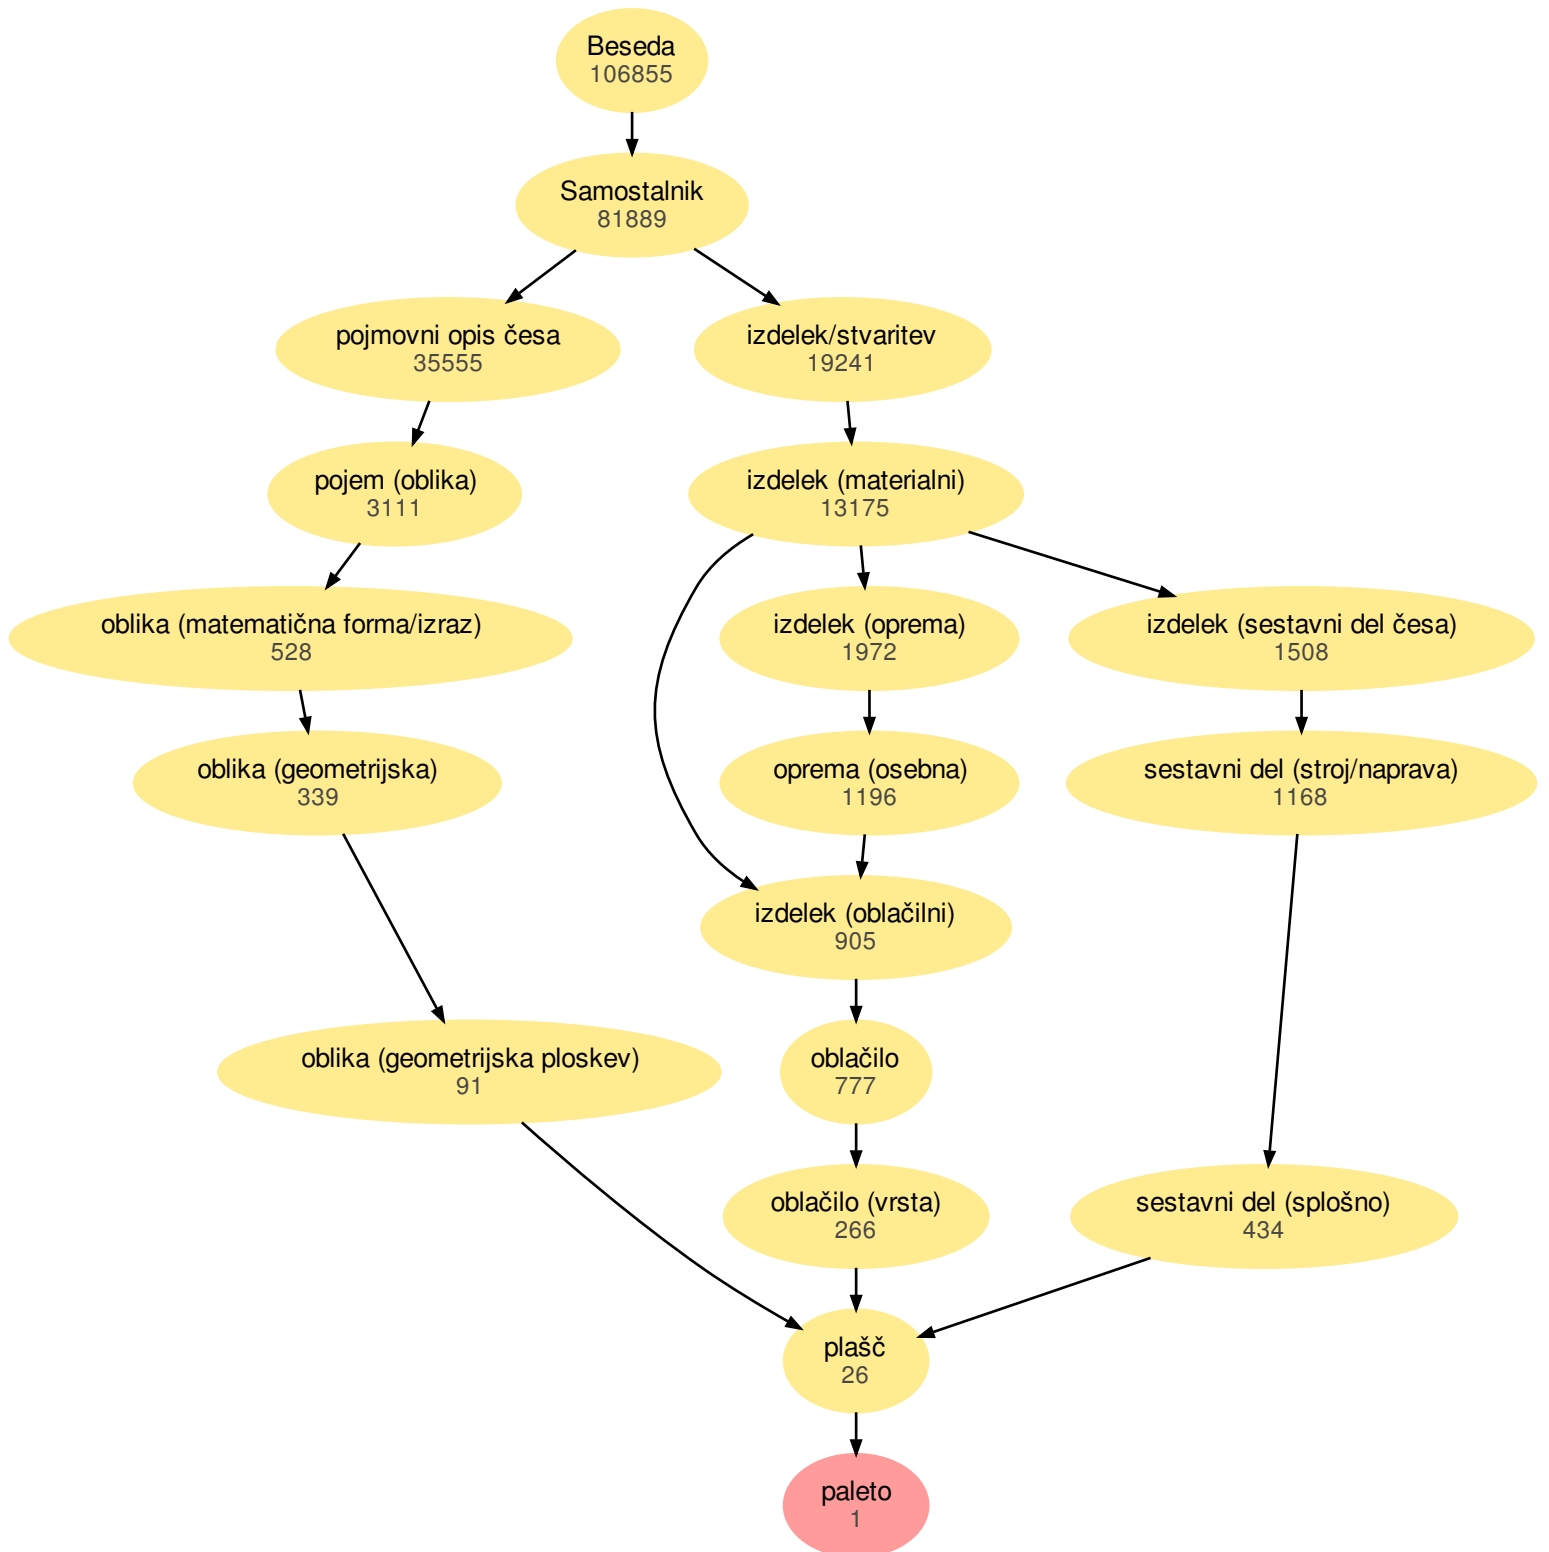 Beseda
106855
Samostalnik
81889
pojmovni opis česa
35555
izdelek/stvaritev
19241
pojem (oblika)
3111
izdelek (materialni)
13175
oblika (matematična forma/izraz)
528
izdelek (oprema)
1972
izdelek (sestavni del česa)
1508
oblika (geometrijska)
339
oprema (osebna)
1196
sestavni del (stroj/naprava)
1168
izdelek (oblačilni)
905
oblika (geometrijska ploskev)
91
oblačilo
777
oblačilo (vrsta)
266
sestavni del (splošno)
434
plašč
26
paleto
1